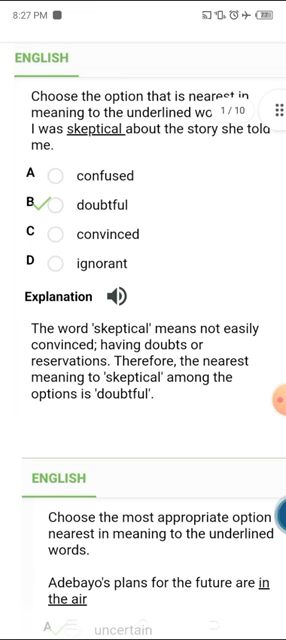 8:27 PM
ENGLISH
Choose the option that is nearest in
meaning to the underlined wo 1 / 10
I was skeptical about the story she told
me.
A confused
B doubtful
C convinced
D ignorant
Explanation
The word 'skeptical' means not easily
convinced; having doubts or
reservations. Therefore, the nearest
meaning to 'skeptical' among the
options is 'doubtful'.
ENGLISH
Choose the most appropriate option
nearest in meaning to the underlined
words.
Adebayo's plans for the future are in
the air
A uncertain